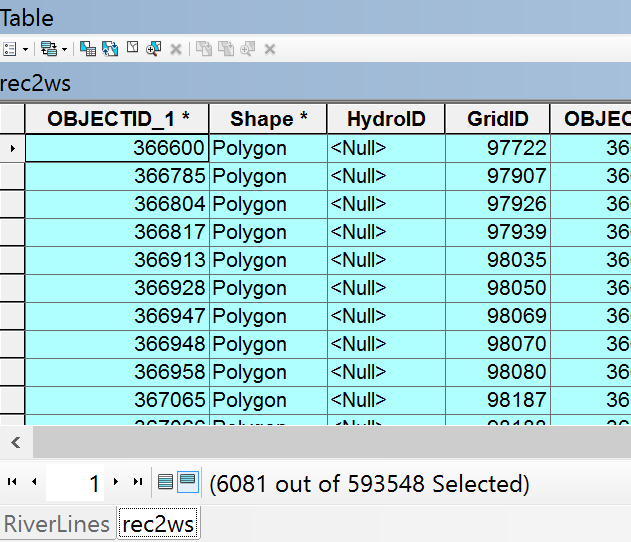 Table
rec2ws
OBJECTID_1 * Shape * HydroID GridID OBJEC
366600 Polygon <Null> 97722 36
366785 Polygon <Null> 97907 36
366804 Polygon <Null> 97926 36
366817 Polygon <Null> 97939 36
366913 Polygon <Null> 98035 36
366928 Polygon <Null> 98050 36
366947 Polygon <Null> 98069 36
366948 Polygon <Null> 98070 36
366958 Polygon <Null> 98080 36
367065 Polygon <Null> 98187 36
367066 Polygon <Null> 98188 36
1 (6081 out of 593548 Selected)
RiverLines rec2ws